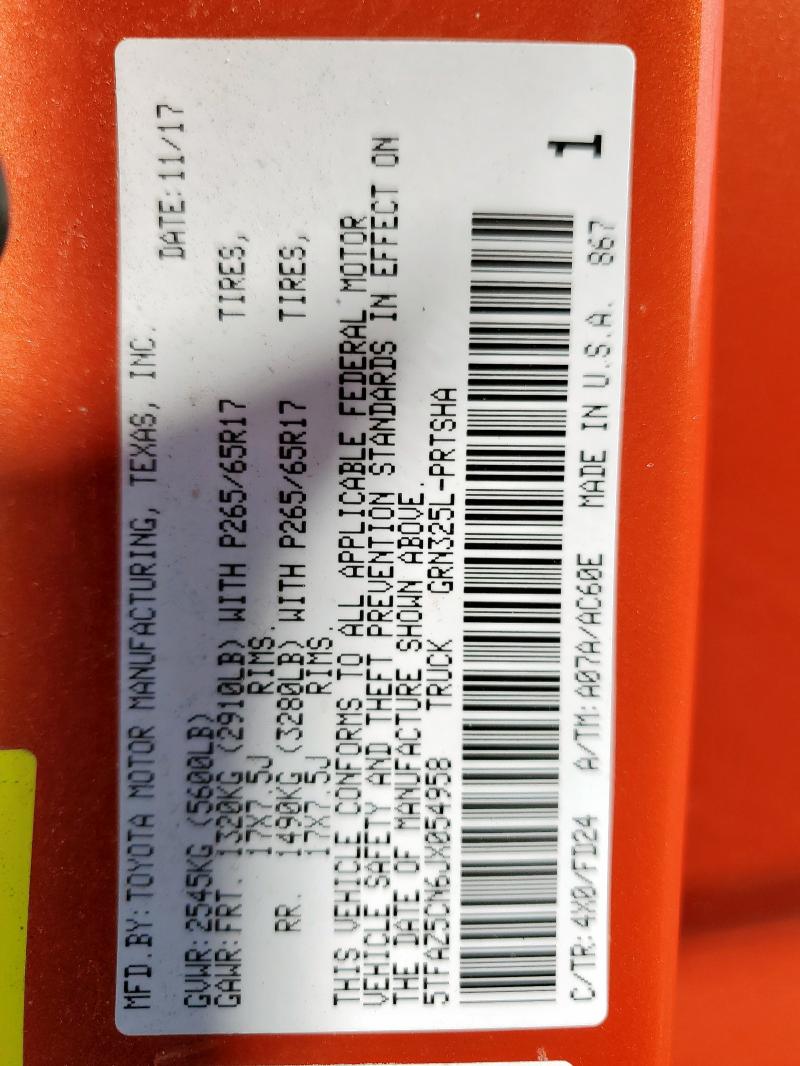 MFD.BY:TOYOTA MOTOR MANUFACTURING, TEXAS, INC.
DATE:11/17
GVWR:2545KG (5600LB)
GAWR:FRT. 1320KG (2910LB) WITH P265/65R17 TIRES,
17X7.5J RIMS.
RR. 1490KG (3280LB) WITH P265/65R17 TIRES,
17X7.5J RIMS.
THIS VEHICLE CONFORMS TO ALL APPLICABLE FEDERAL MOTOR
VEHICLE SAFETY AND THEFT PREVENTION STANDARDS IN EFFECT ON
THE DATE OF MANUFACTURE SHOWN ABOVE.
5TFAZ5CN6JX054958 TRUCK GRN325L-PRTSHA
1
C/TR:4X0/FD24 A/TM:A07A/AC60E MADE IN U.S.A. 867